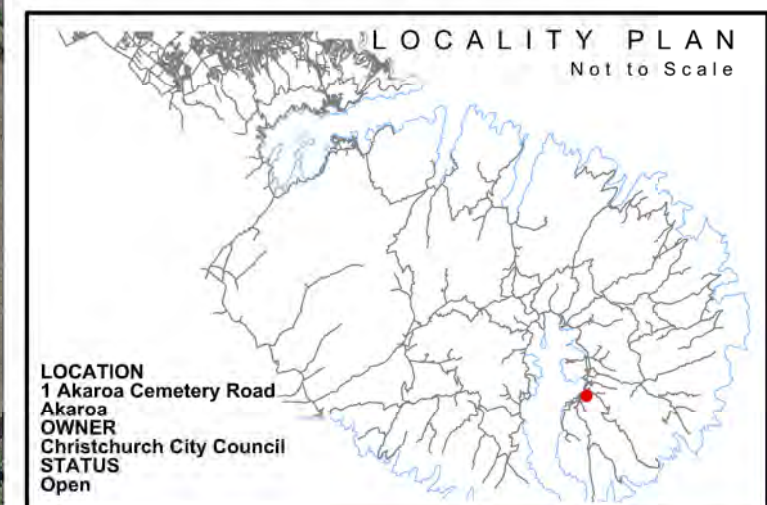 LOCALITY PLAN
Not to Scale
LOCATION
1 Akaroa Cemetery Road
Akaroa
OWNER
Christchurch City Council
STATUS
Open